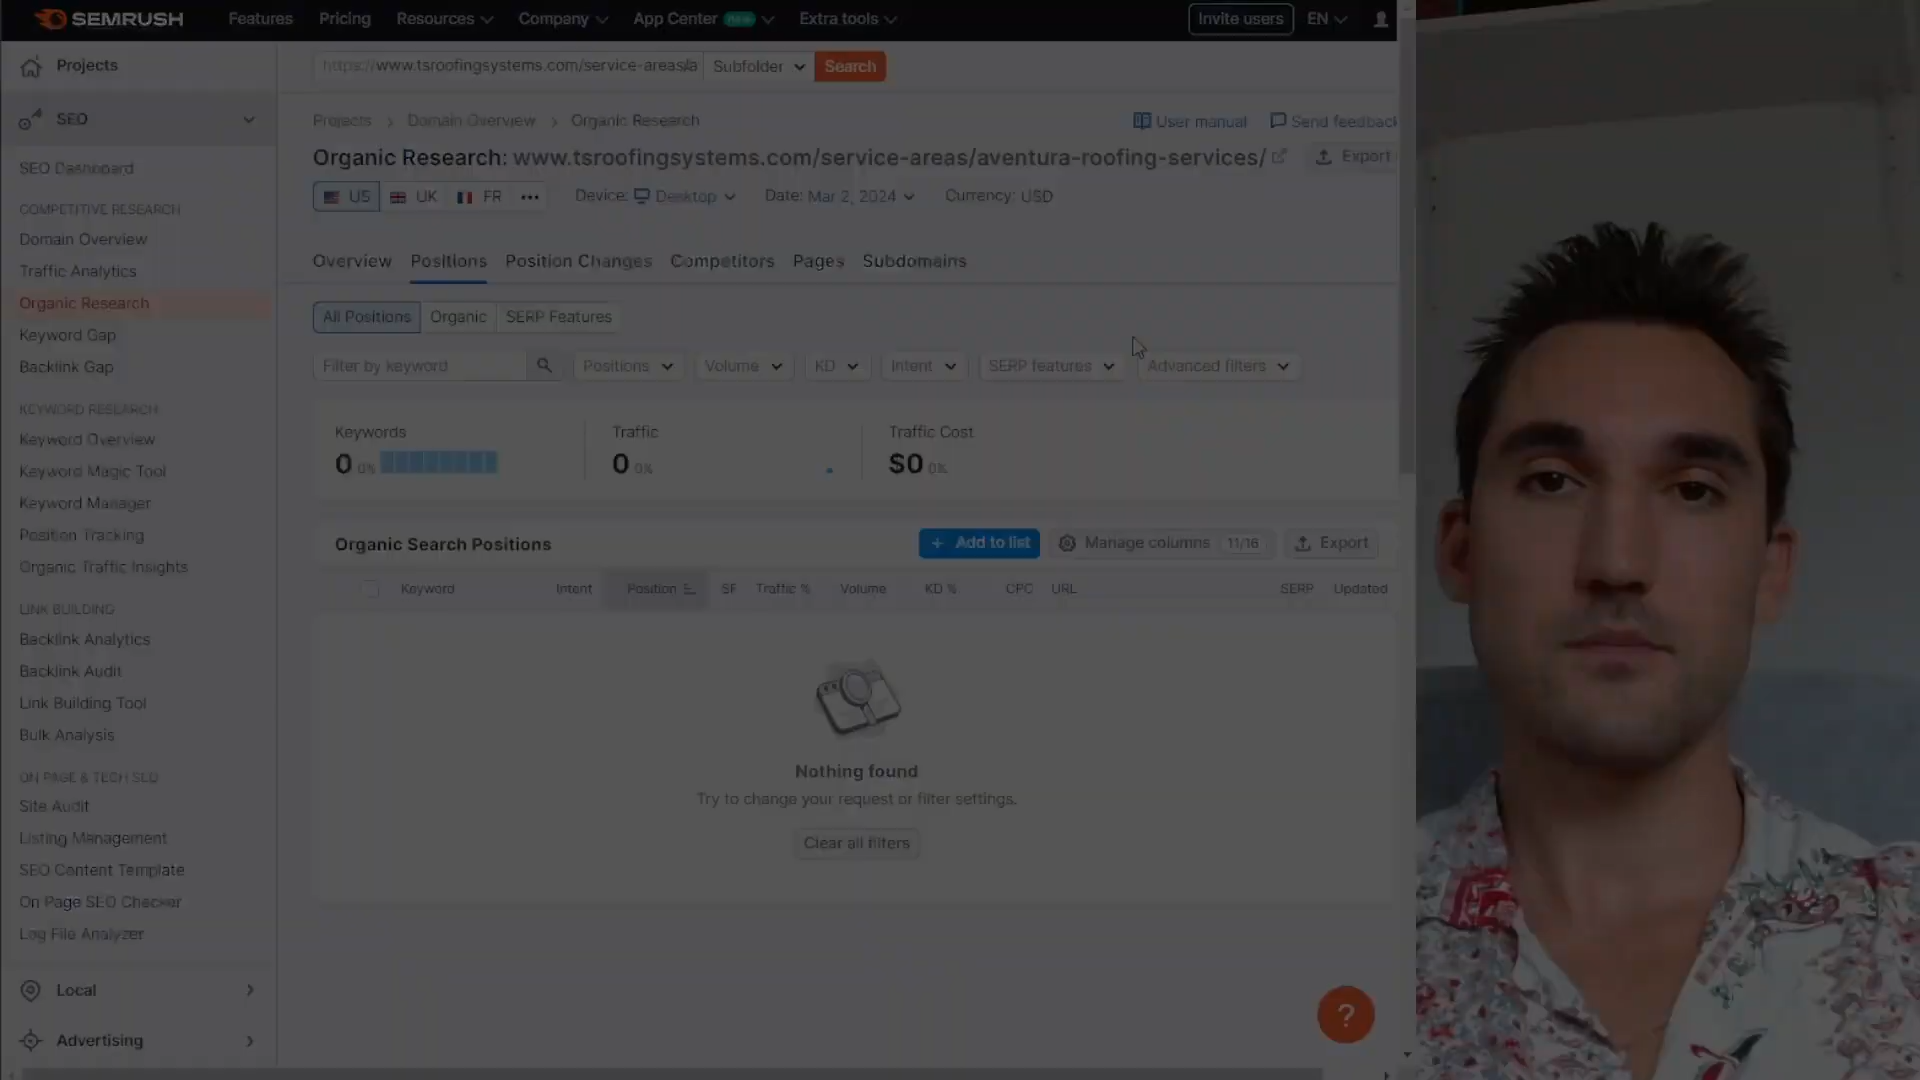 SEMRUSH Features Pricing Resources Company App Center New Extra tools Invite users EN
Projects
https://www.tsroofingsystems.com/service-areas/a Subfolder Search
SEO
Projects > Domain Overview > Organic Research User manual Send feedback
Organic Research: www.tsroofingsystems.com/service-areas/aventura-roofing-services/ Export
US UK FR ••• Device: Desktop Date: Mar 2, 2024 Currency: USD
SEO Dashboard
COMPETITIVE RESEARCH
Domain Overview
Traffic Analytics
Organic Research
Keyword Gap
Backlink Gap
KEYWORD RESEARCH
Keyword Overview
Keyword Magic Tool
Keyword Manager
Position Tracking
Organic Traffic Insights
LINK BUILDING
Backlink Analytics
Backlink Audit
Link Building Tool
Bulk Analysis
ON PAGE & TECH SEO
Site Audit
Listing Management
SEO Content Template
On Page SEO Checker
Log File Analyzer
Local
Advertising
Overview Positions Position Changes Competitors Pages Subdomains
All Positions Organic SERP Features
Filter by keyword Positions Volume KD Intent SERP features Advanced filters
Keywords Traffic Traffic Cost
0 0% 0 0% $0 0%
Organic Search Positions + Add to list Manage columns 11/16 Export
Keyword Intent Position SF Traffic % Volume KD % CPC URL SERP Updated
Nothing found
Try to change your request or filter settings.
Clear all filters
?